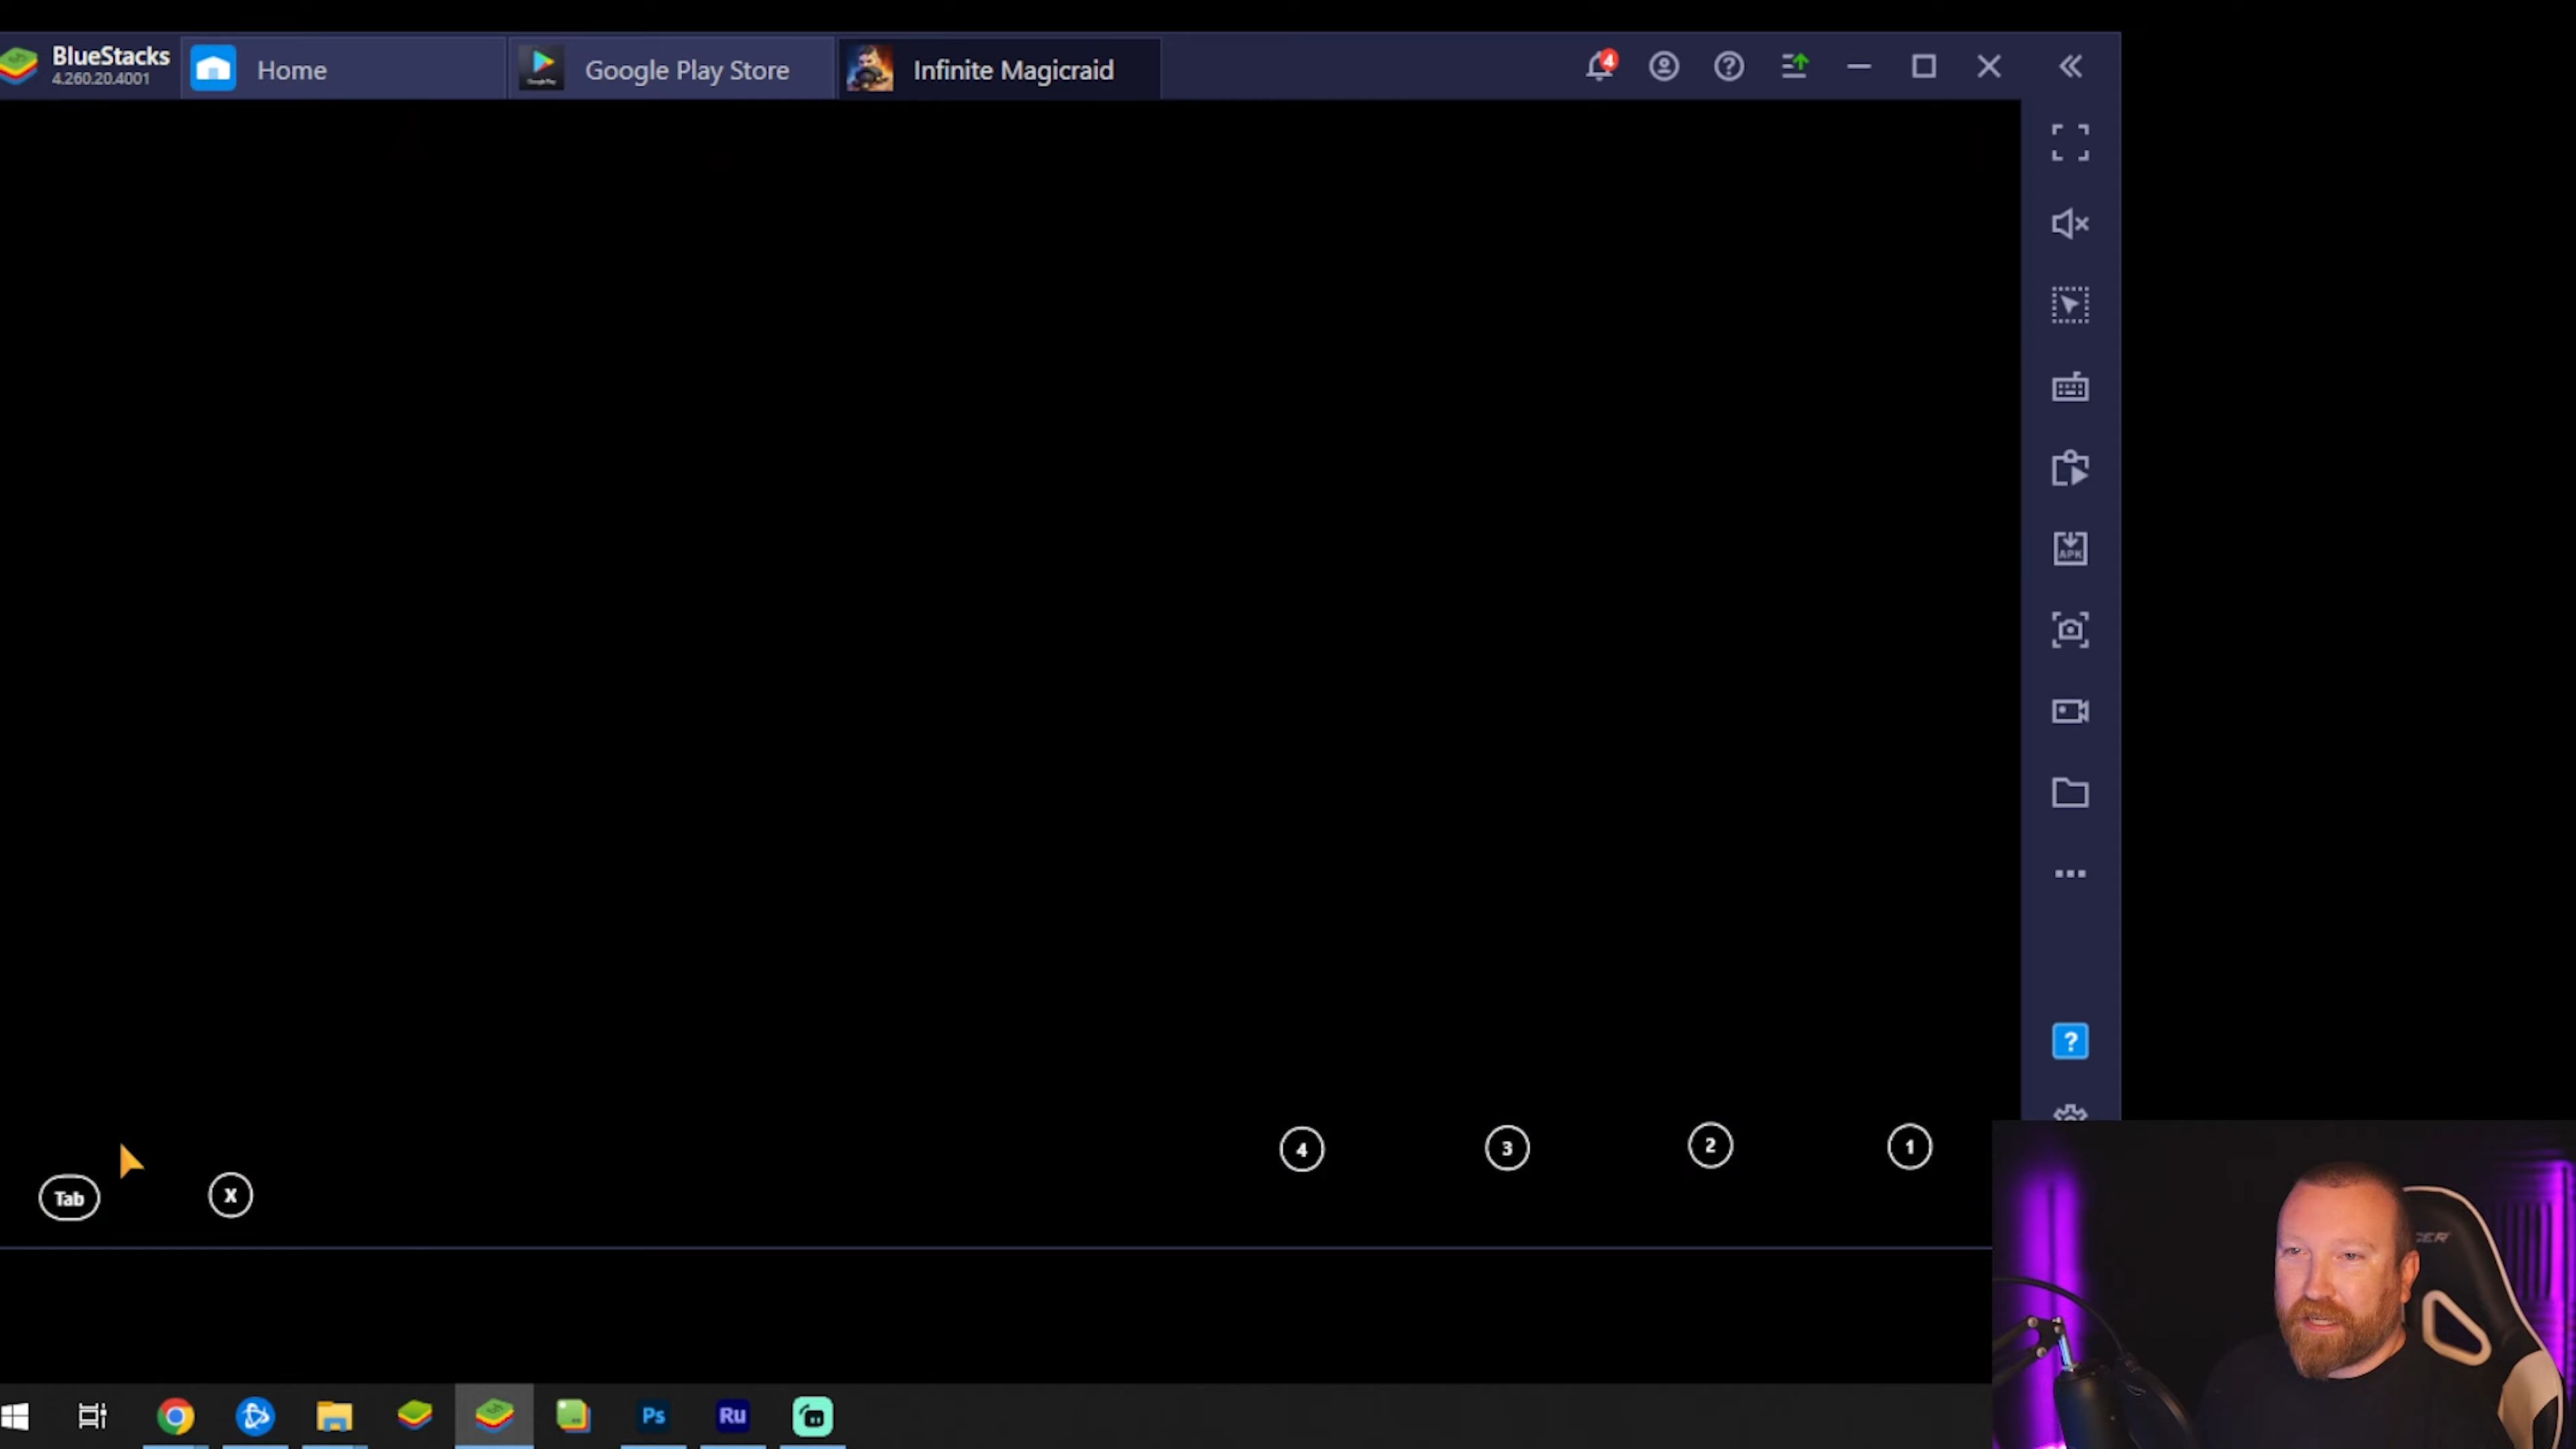 BlueStacks
4.260.20.4001
Home
Google Play Store
Infinite Magicraid
4
APK
?
4
3
2
1
Tab
X
Ps
Ru